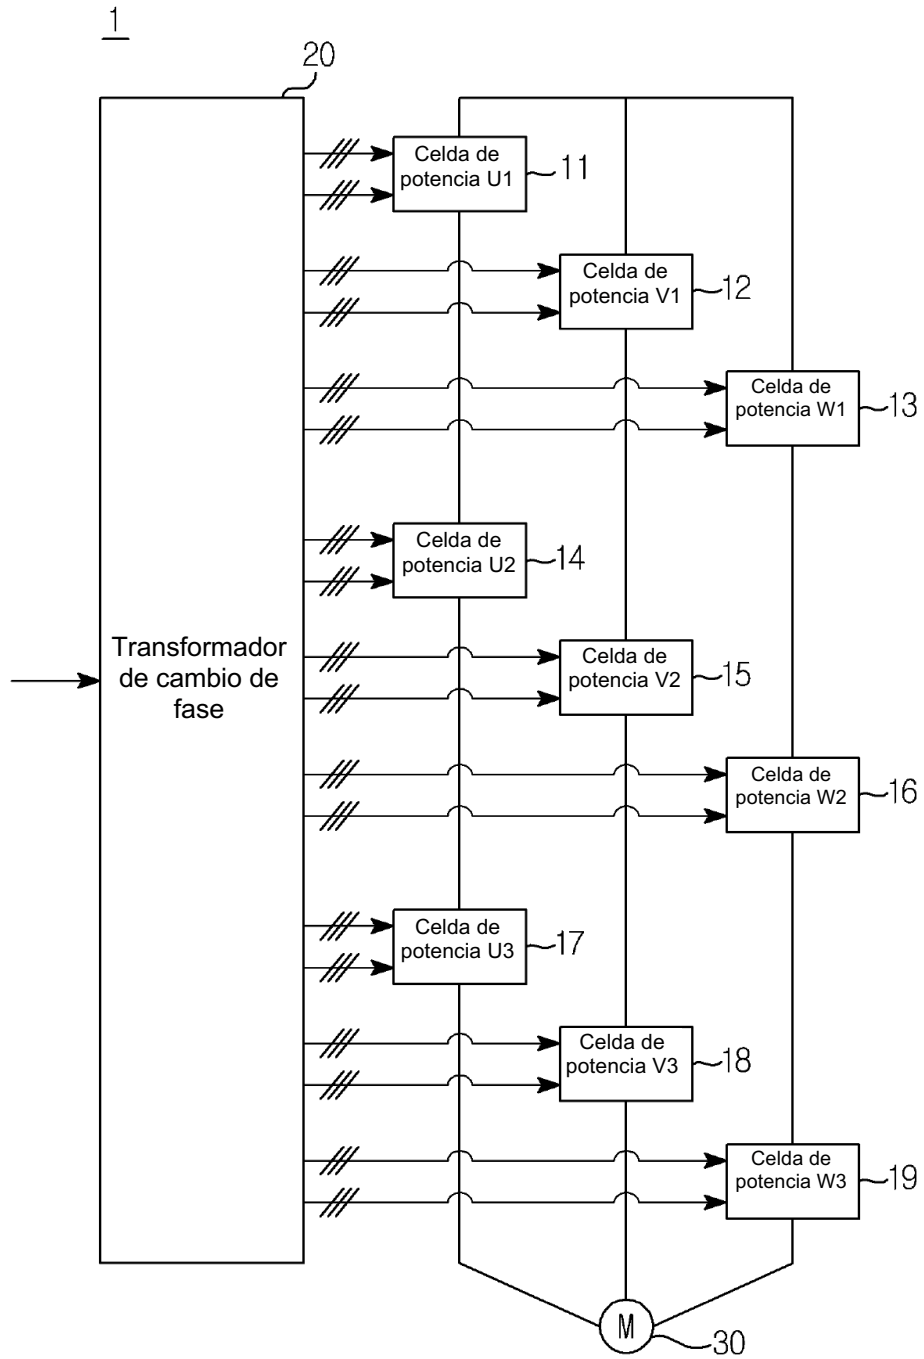 1
20
Celda de
potencia U1
11
Celda de
potencia V1
12
Celda de
potencia W1
13
Celda de
potencia U2
14
Transformador
de cambio de
fase
Celda de
potencia V2
15
Celda de
potencia W2
16
Celda de
potencia U3
17
Celda de
potencia V3
18
Celda de
potencia W3
19
M
30